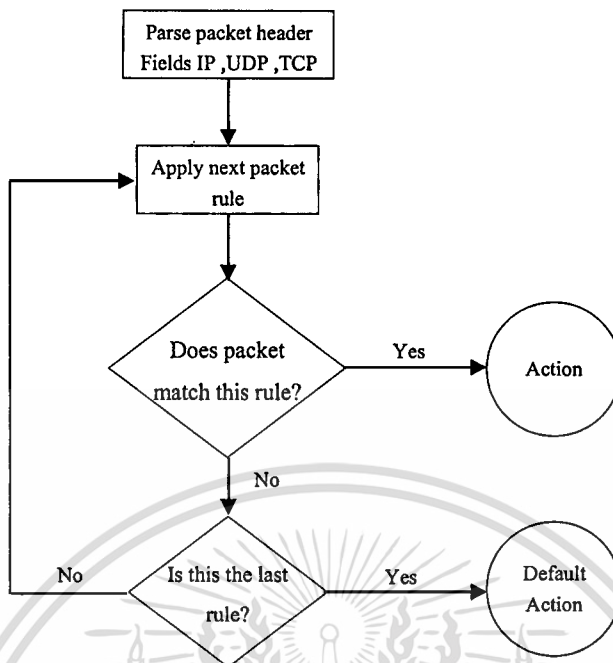 Parse packet header
Fields IP ,UDP ,TCP
Apply next packet
rule
Does packet
match this rule?
Yes
Action
No
Is this the last
rule?
No
Yes
Default
Action